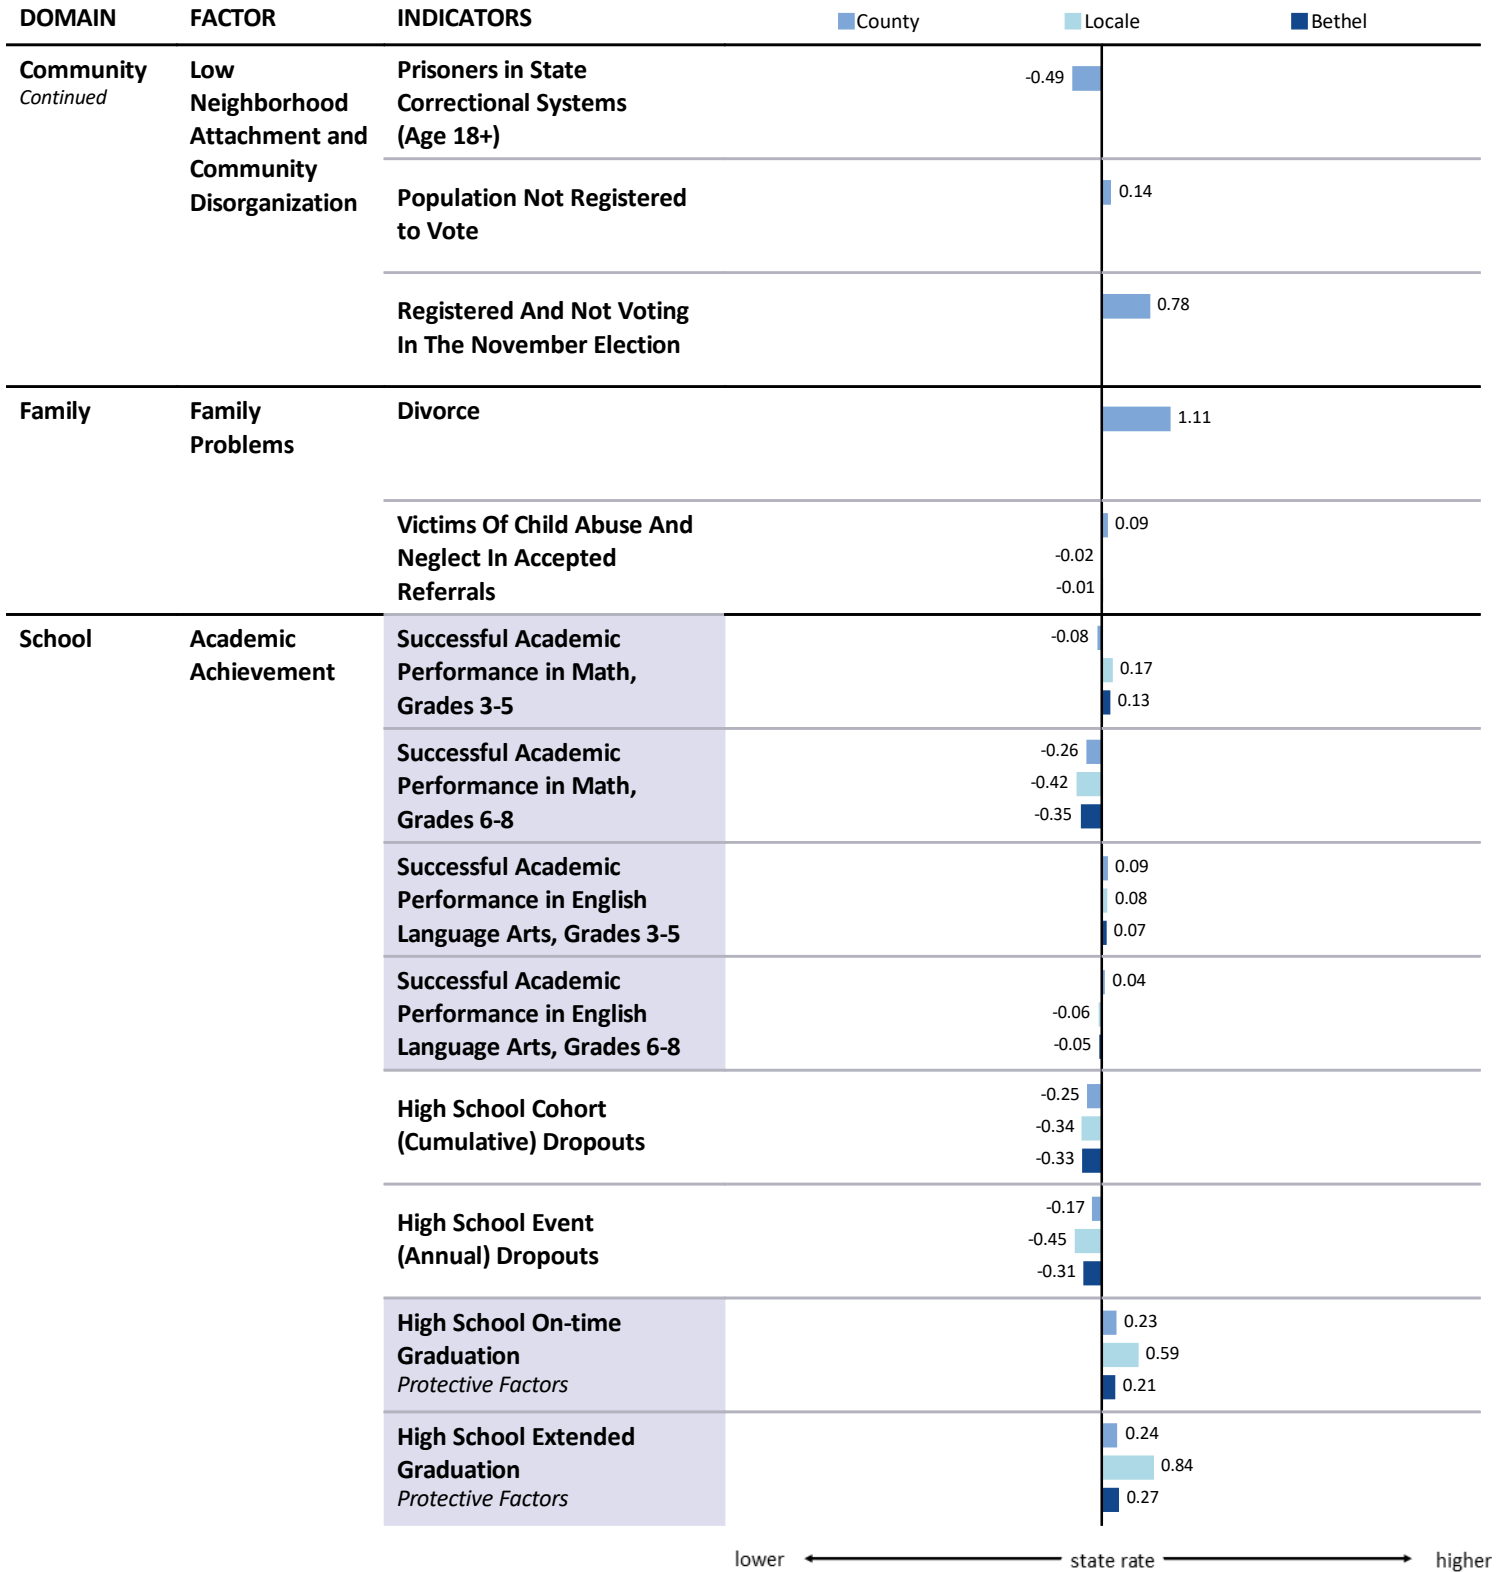 DOMAIN FACTOR INDICATORS County Locale Bethel
Community Low Prisoners in State
Continued Neighborhood Correctional Systems -0.49
Attachment and (Age 18+)
Community
Disorganization
Population Not Registered 0.14
to Vote
Registered And Not Voting 0.78
In The November Election
Family Family Divorce 1.11
Problems
Victims Of Child Abuse And 0.09
Neglect In Accepted -0.02
Referrals -0.01
School Academic Successful Academic -0.08
Achievement Performance in Math, 0.17
Grades 3-5 0.13
Successful Academic -0.26
Performance in Math, -0.42
Grades 6-8 -0.35
Successful Academic 0.09
Performance in English 0.08
Language Arts, Grades 3-5 0.07
Successful Academic 0.04
Performance in English -0.06
Language Arts, Grades 6-8 -0.05
-0.25
High School Cohort -0.34
(Cumulative) Dropouts -0.33
-0.17
High School Event -0.45
(Annual) Dropouts -0.31
High School On-time 0.23
Graduation 0.59
Protective Factors 0.21
High School Extended 0.24
Graduation 0.84
Protective Factors 0.27
lower state rate higher